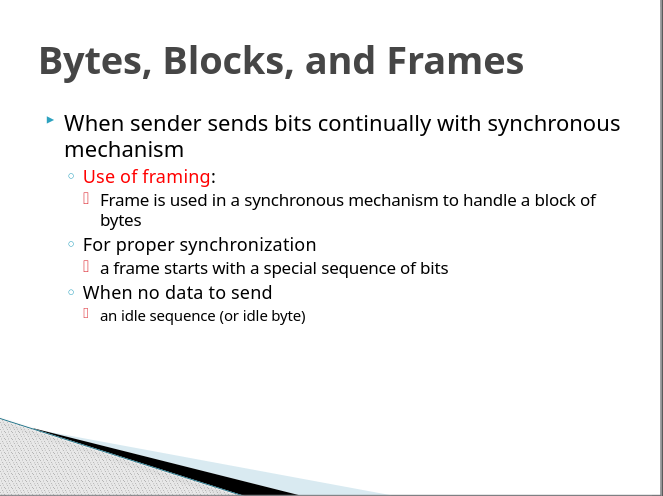 Bytes, Blocks, and Frames
When sender sends bits continually with synchronous
mechanism
Use of framing:
Frame is used in a synchronous mechanism to handle a block of
bytes
For proper synchronization
a frame starts with a special sequence of bits
When no data to send
an idle sequence (or idle byte)